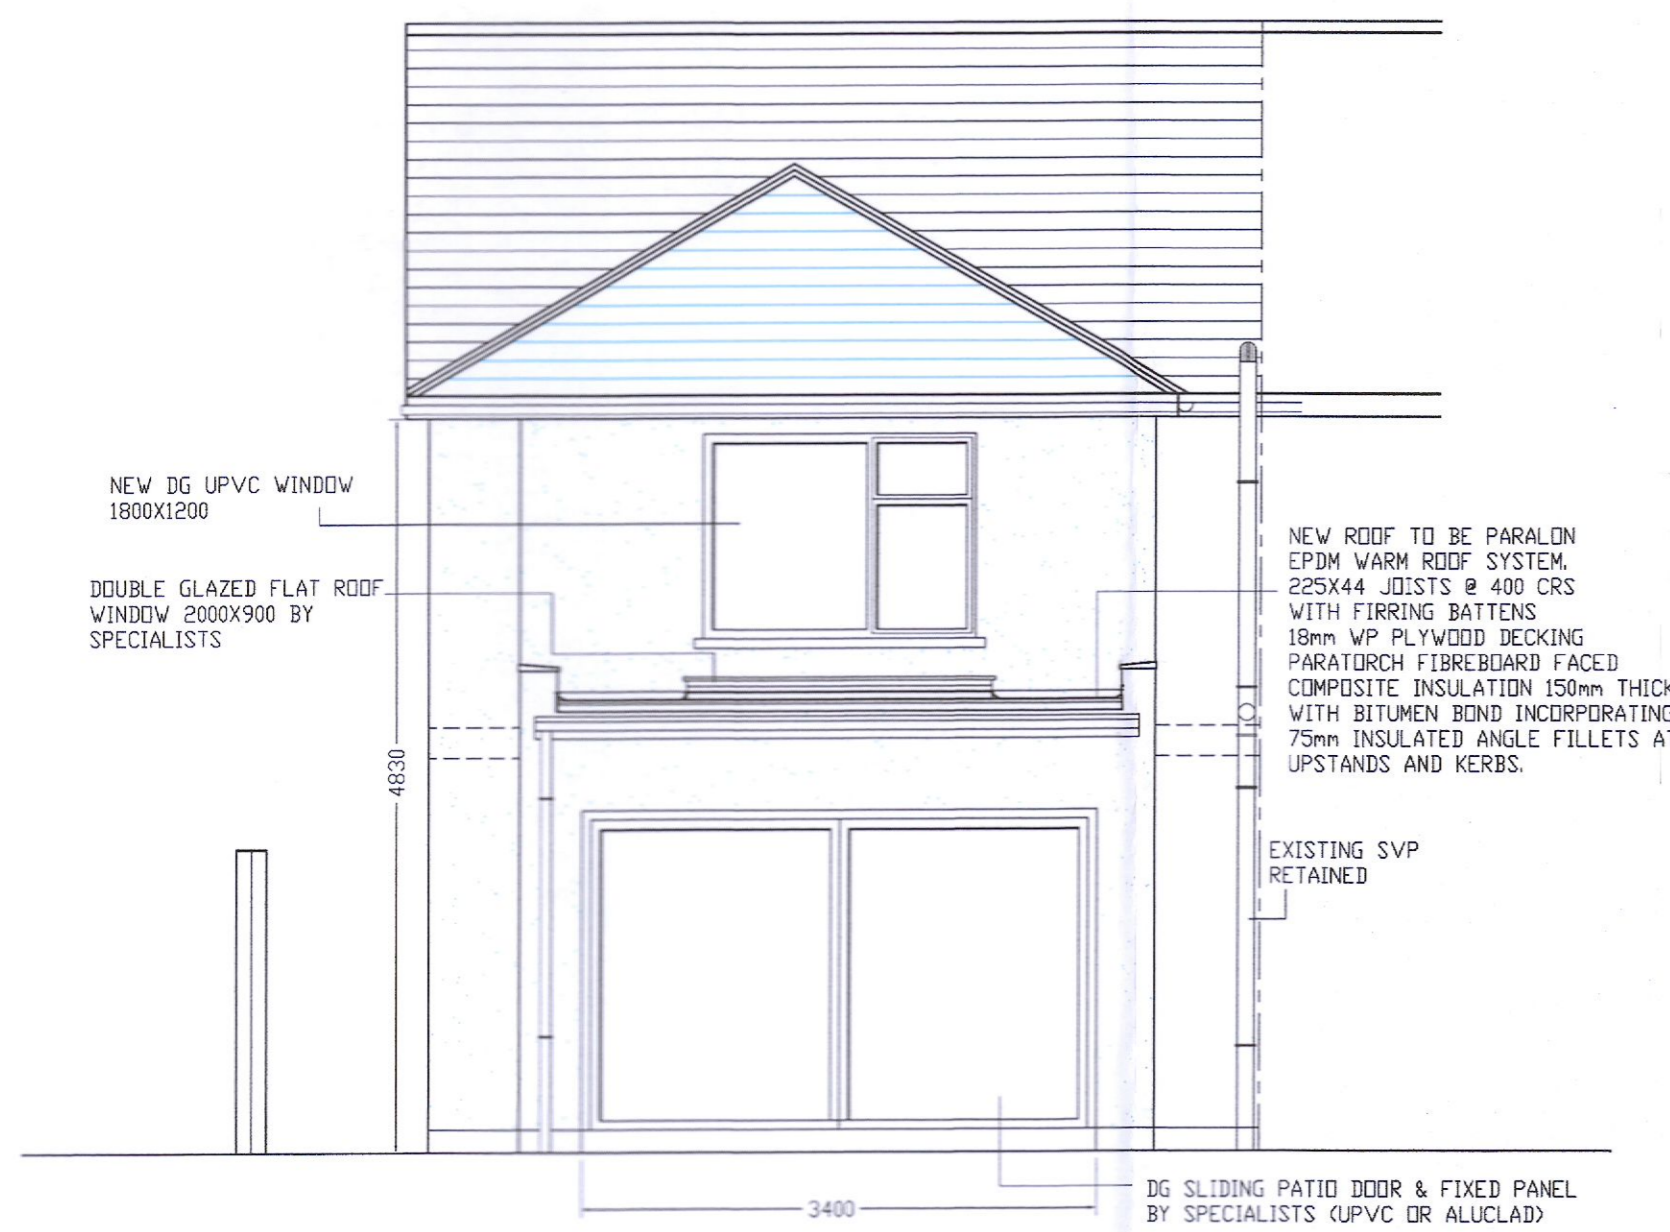 NEW DG UPVC WINDOW
1800X1200
DOUBLE GLAZED FLAT ROOF
WINDOW 2000X900 BY
SPECIALISTS
4830
NEW ROOF TO BE PARALON
EPDM WARM ROOF SYSTEM.
225X44 JOISTS @ 400 CRS
WITH FIRRING BATTENS
18mm WP PLYWOOD DECKING
PARATORCH FIBREBOARD FACED
COMPOSITE INSULATION 150mm THICK
WITH BITUMEN BOND INCORPORATING
75mm INSULATED ANGLE FILLETS AT
UPSTANDS AND KERBS.
EXISTING SVP
RETAINED
3400
DG SLIDING PATIO DOOR & FIXED PANEL
BY SPECIALISTS (UPVC OR ALUCLAD)